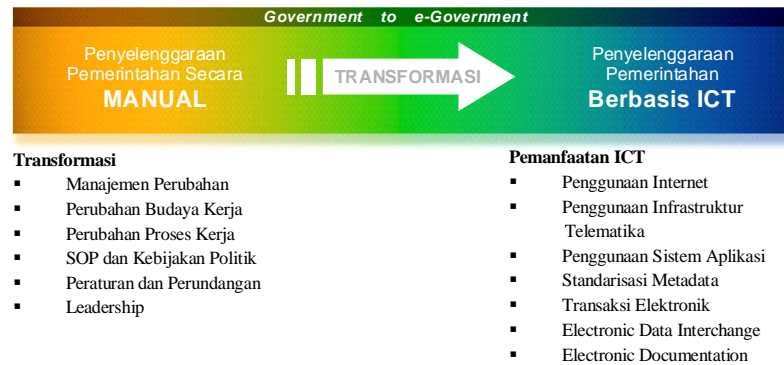 Government to e-Government
Penyelenggaraan
Pemerintahan Secara
MANUAL
TRANSFORMASI
Penyelenggaraan
Pemerintahan
Berbasis ICT
Transformasi
▪ Manajemen Perubahan
▪ Perubahan Budaya Kerja
▪ Perubahan Proses Kerja
▪ SOP dan Kebijakan Politik
▪ Peraturan dan Perundangan
▪ Leadership
Pemanfaatan ICT
▪ Penggunaan Internet
▪ Penggunaan Infrastruktur
Telematika
▪ Penggunaan Sistem Aplikasi
▪ Standarisasi Metadata
▪ Transaksi Elektronik
▪ Electronic Data Interchange
▪ Electronic Documentation